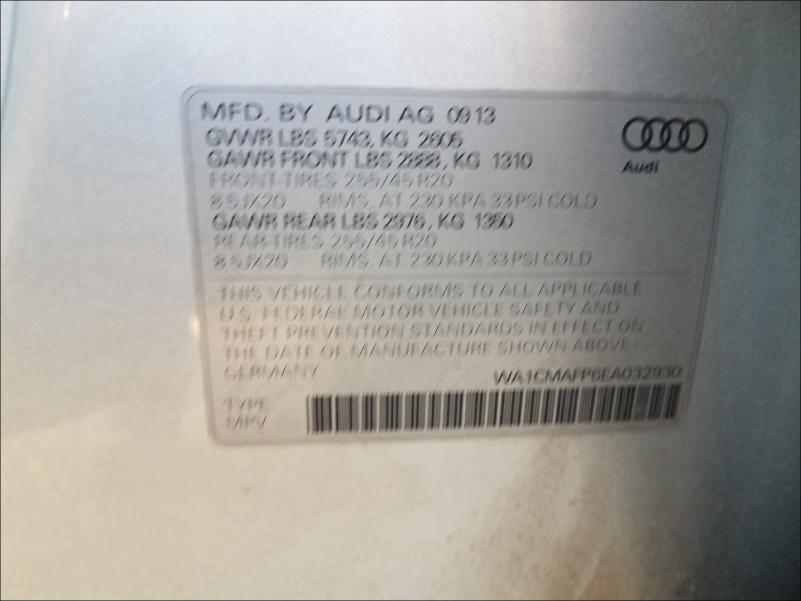 MFD. BY AUDI AG 09 13
GVWR LBS 5743, KG 2605
GAWR FRONT LBS 2888, KG 1310
FRONT-TIRES 255/45 R20
8.5JX20 RIMS, AT 230 KPA 33 PSI COLD
GAWR REAR LBS 2976, KG 1350
REAR-TIRES 255/45 R20
8.5JX20 RIMS, AT 230 KPA 33 PSI COLD
Audi
THIS VEHICLE CONFORMS TO ALL APPLICABLE
U.S. FEDERAL MOTOR VEHICLE SAFETY AND
THEFT PREVENTION STANDARDS IN EFFECT ON
THE DATE OF MANUFACTURE SHOWN ABOVE
GERMANY
WA1CMAFP6EA032930
TYPE
MPV